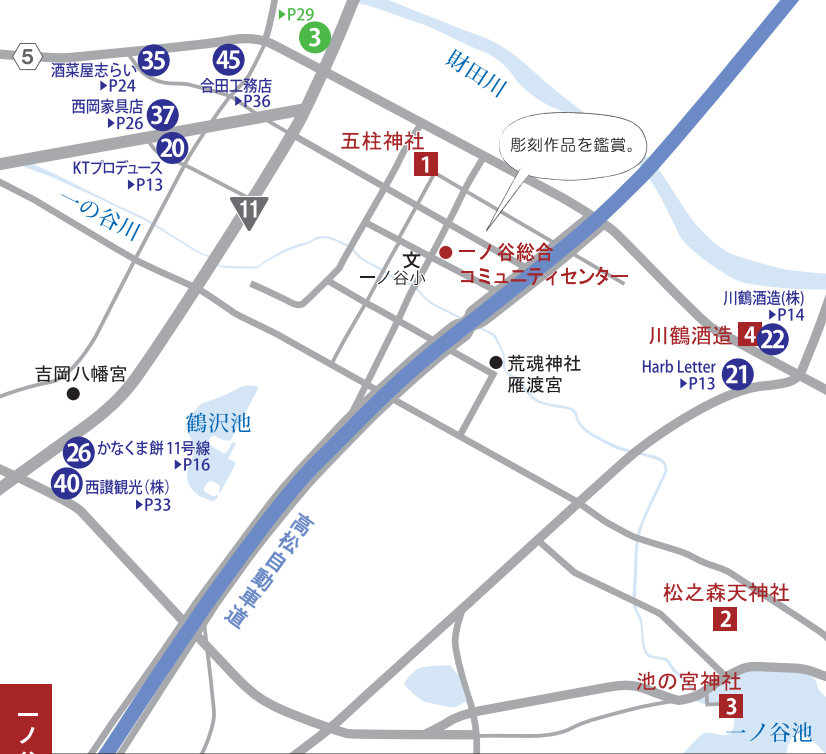 ▶P29
3
5
酒菜屋志らい
▶P24
35
45
合田工務店
▶P36
財田川
西岡家具店
▶P26
37
20
KTプロデュース
▶P13
五柱神社
1
彫刻作品を鑑賞。
一の谷川
11
文
一ノ谷小
一ノ谷総合
コミュニティセンター
川鶴酒造(株)
▶P14
川鶴酒造
4
22
Harb Letter
▶P13
21
荒魂神社
雁渡宮
吉岡八幡宮
鶴沢池
26
かなくま餅 11号線
▶P16
40
西讃観光(株)
▶P33
高松自動車道
松之森天神社
2
池の宮神社
3
一ノ谷池
一ノ